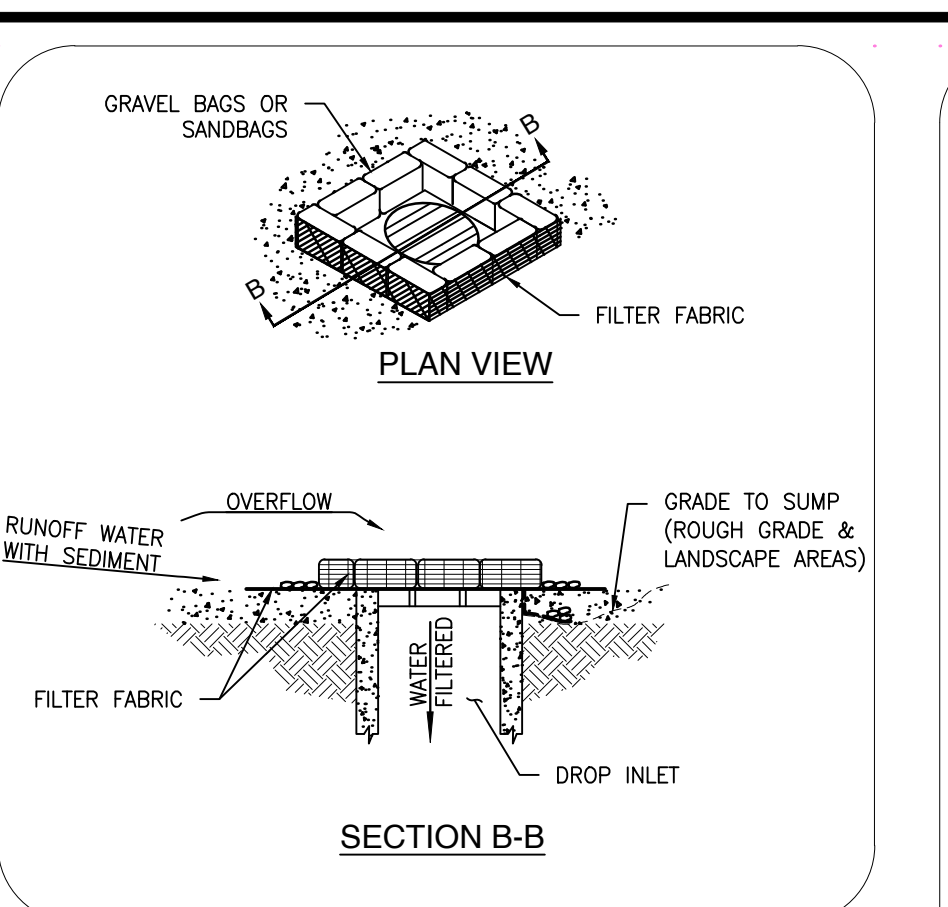 GRAVEL BAGS OR
SANDBAGS
B
B
FILTER FABRIC
PLAN VIEW
OVERFLOW
RUNOFF WATER
WITH SEDIMENT
GRADE TO SUMP
(ROUGH GRADE &
LANDSCAPE AREAS)
WATER
FILTERED
FILTER FABRIC
DROP INLET
SECTION B-B